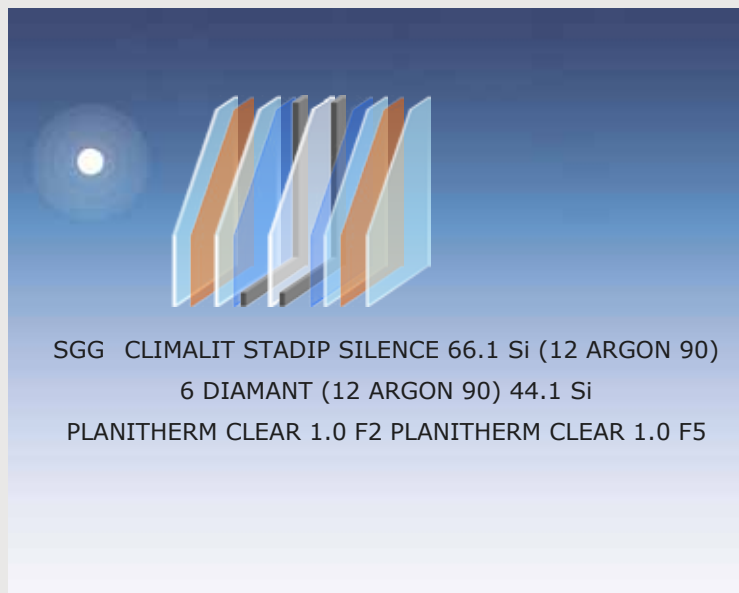 SGG CLIMALIT STADIP SILENCE 66.1 Si (12 ARGON 90)
6 DIAMANT (12 ARGON 90) 44.1 Si
PLANITHERM CLEAR 1.0 F2 PLANITHERM CLEAR 1.0 F5